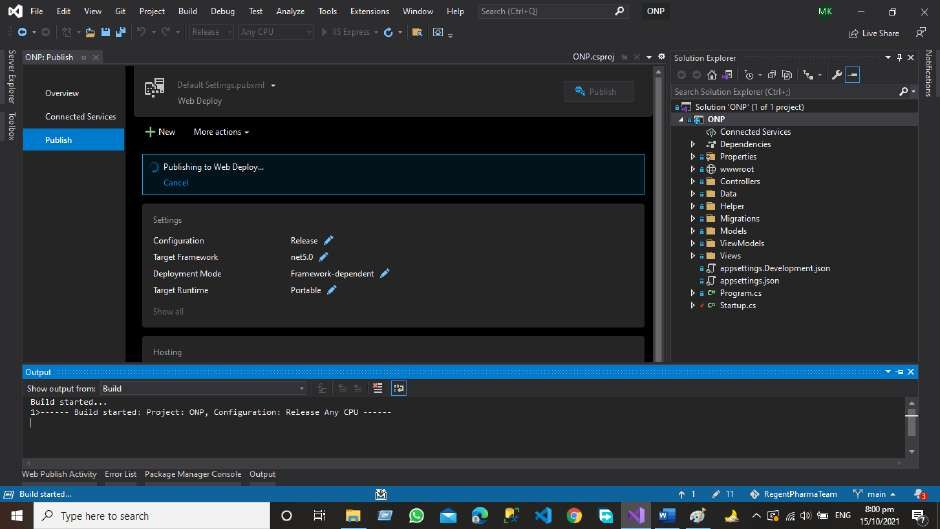 File Edit View Git Project Build Debug Test Analyze Tools Extensions Window Help Search (Ctrl+Q) ONP MK
Release Any CPU IIS Express Live Share
Server Explorer
Toolbox
Notifications
ONP: Publish
ONP.csproj
Overview
Connected Services
Publish
Default Settings.pubxml
Web Deploy
Publish
New More actions
Publishing to Web Deploy...
Cancel
Settings
Configuration Release
Target Framework net5.0
Deployment Mode Framework-dependent
Target Runtime Portable
Show all
Hosting
Solution Explorer
Search Solution Explorer (Ctrl+;)
Solution 'ONP' (1 of 1 project)
ONP
Connected Services
Dependencies
Properties
wwwroot
Controllers
Data
Helper
Migrations
Models
ViewModels
Views
appsettings.Development.json
appsettings.json
Program.cs
Startup.cs
Output
Show output from: Build
Build started...
1>------ Build started: Project: ONP, Configuration: Release Any CPU ------
Web Publish Activity Error List Package Manager Console Output
Build started... 1 11 RegentPharmaTeam main 3
Type here to search ENG 8:00 pm
15/10/2021